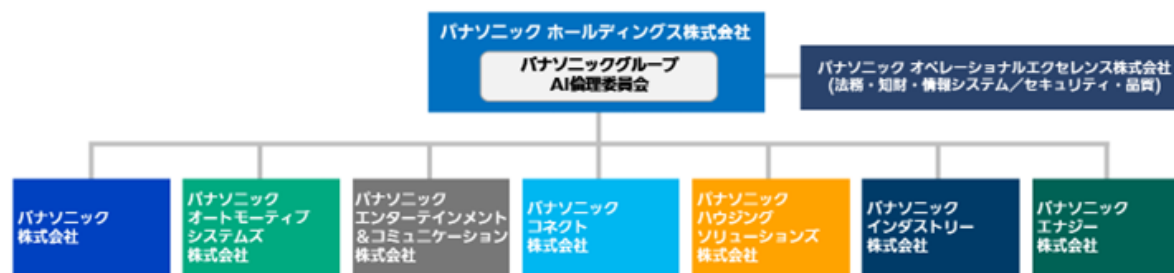 パナソニック ホールディングス株式会社
パナソニックグループ
AI倫理委員会
パナソニック オペレーショナルエクセレンス株式会社
(法務・知財・情報システム／セキュリティ・品質)
パナソニック
株式会社
パナソニック
オートモーティブ
システムズ
株式会社
パナソニック
エンターテインメント
&コミュニケーション
株式会社
パナソニック
コネクト
株式会社
パナソニック
ハウジング
ソリューションズ
株式会社
パナソニック
インダストリー
株式会社
パナソニック
エナジー
株式会社